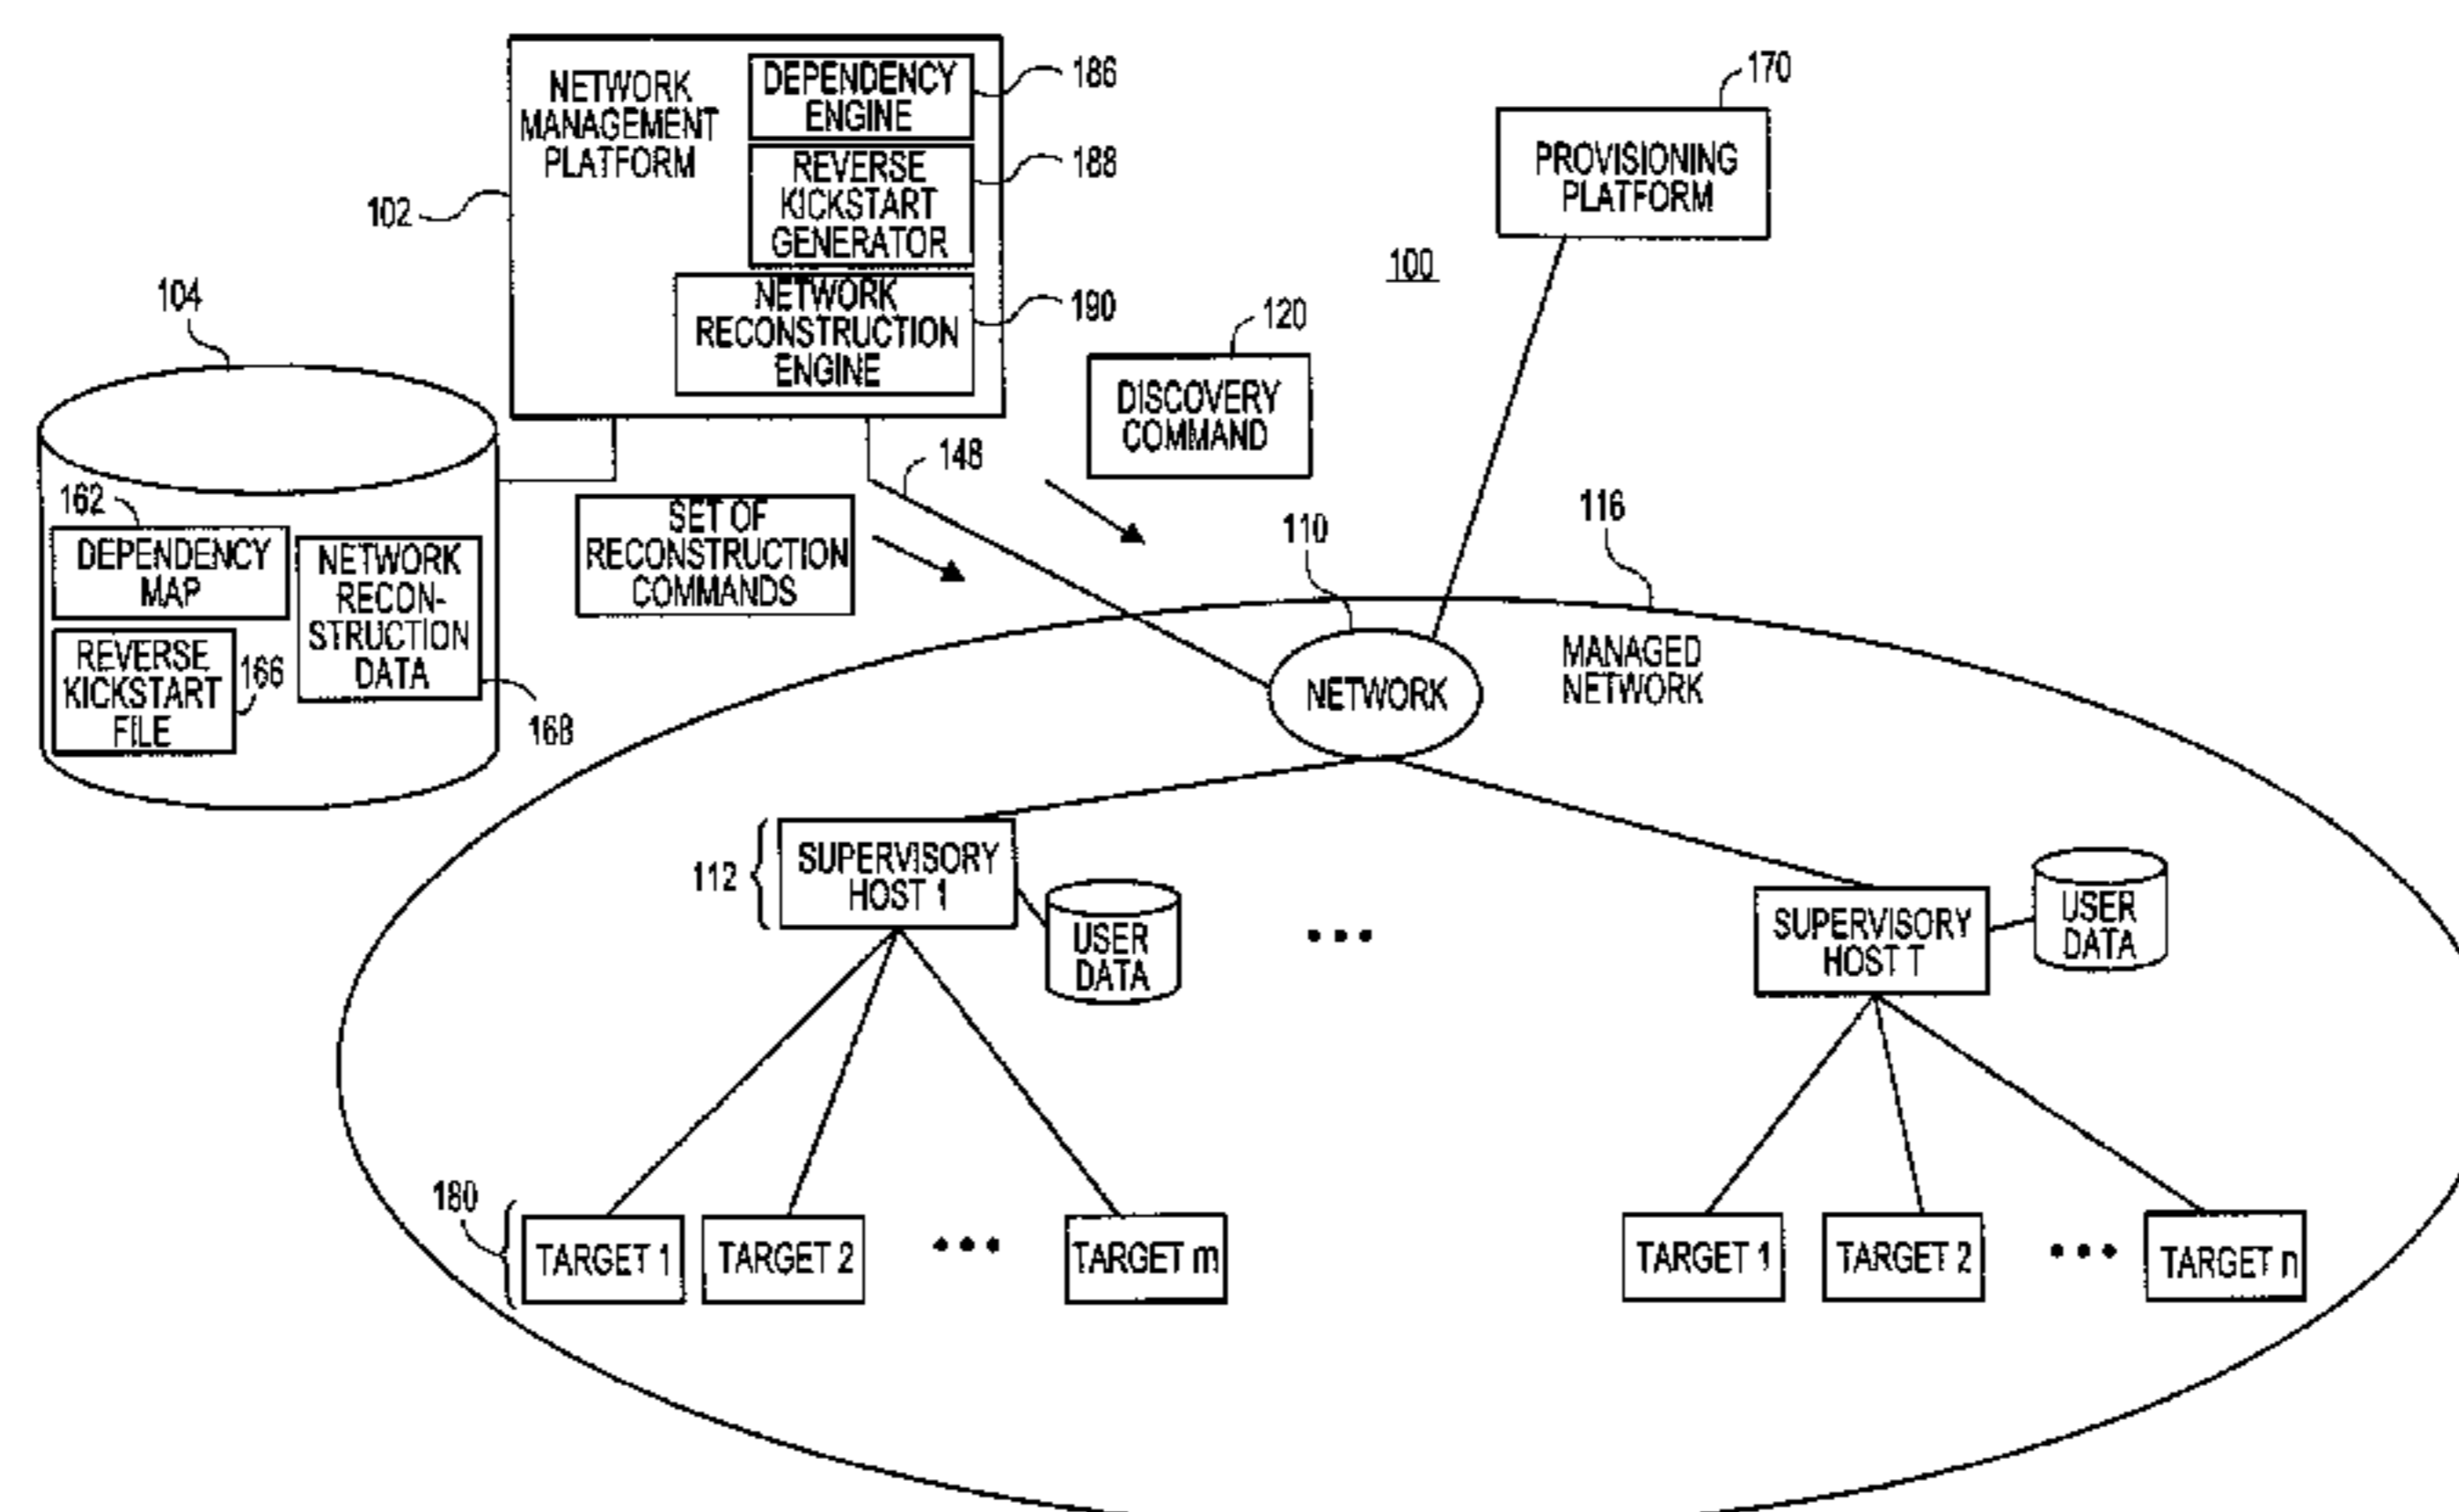 NETWORK
MANAGEMENT
PLATFORM
DEPENDENCY
ENGINE
186
REVERSE
KICKSTART
GENERATOR
188
NETWORK
RECONSTRUCTION
ENGINE
190
102
170
PROVISIONING
PLATFORM
100
104
120
DISCOVERY
COMMAND
148
SET OF
RECONSTRUCTION
COMMANDS
162
DEPENDENCY
MAP
NETWORK
RECON-
STRUCTION
DATA
168
REVERSE
KICKSTART
FILE
166
110
116
NETWORK
MANAGED
NETWORK
112
SUPERVISORY
HOST 1
USER
DATA
SUPERVISORY
HOST T
USER
DATA
180
TARGET 1
TARGET 2
TARGET m
TARGET 1
TARGET 2
TARGET n